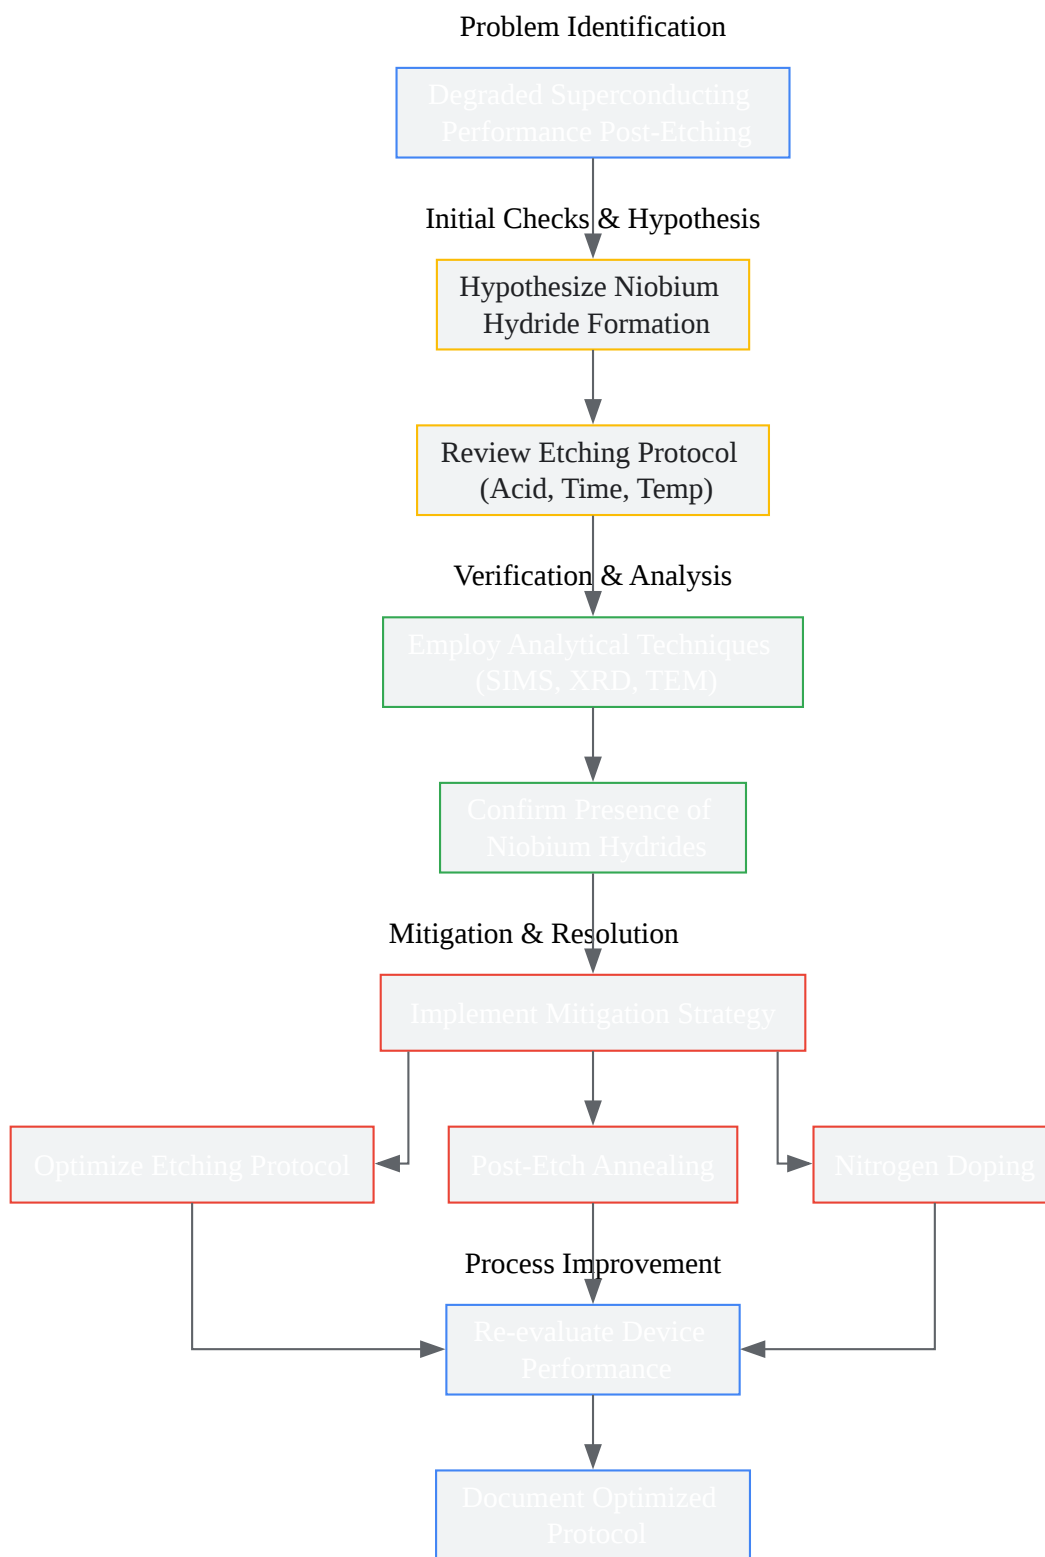 Problem Identification
Degraded Superconducting
Performance Post-Etching
Initial Checks & Hypothesis
Hypothesize Niobium
Hydride Formation
Review Etching Protocol
(Acid, Time, Temp)
Verification & Analysis
Employ Analytical Techniques
(SIMS, XRD, TEM)
Confirm Presence of
Niobium Hydrides
Mitigation & Resolution
Implement Mitigation Strategy
Optimize Etching Protocol
Post-Etch Annealing
Nitrogen Doping
Process Improvement
Re-evaluate Device
Performance
Document Optimized
Protocol